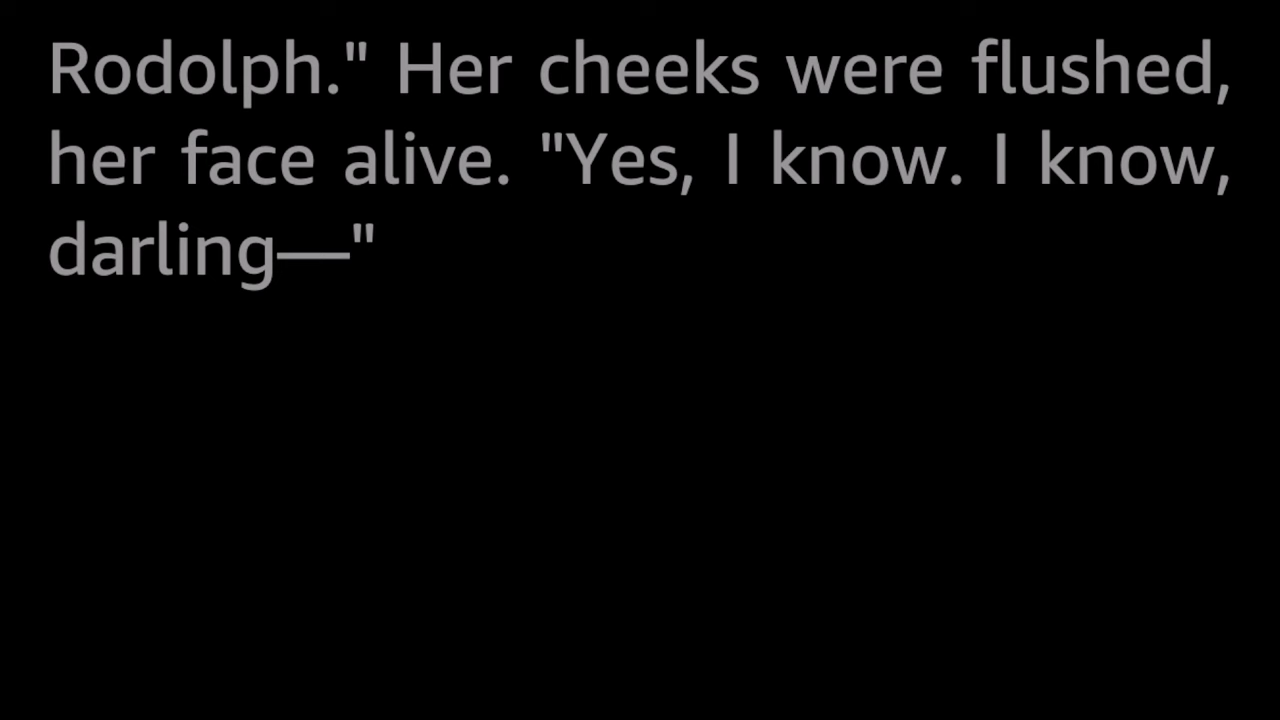 Rodolph." Her cheeks were flushed,
her face alive. "Yes, I know. I know,
darling—"